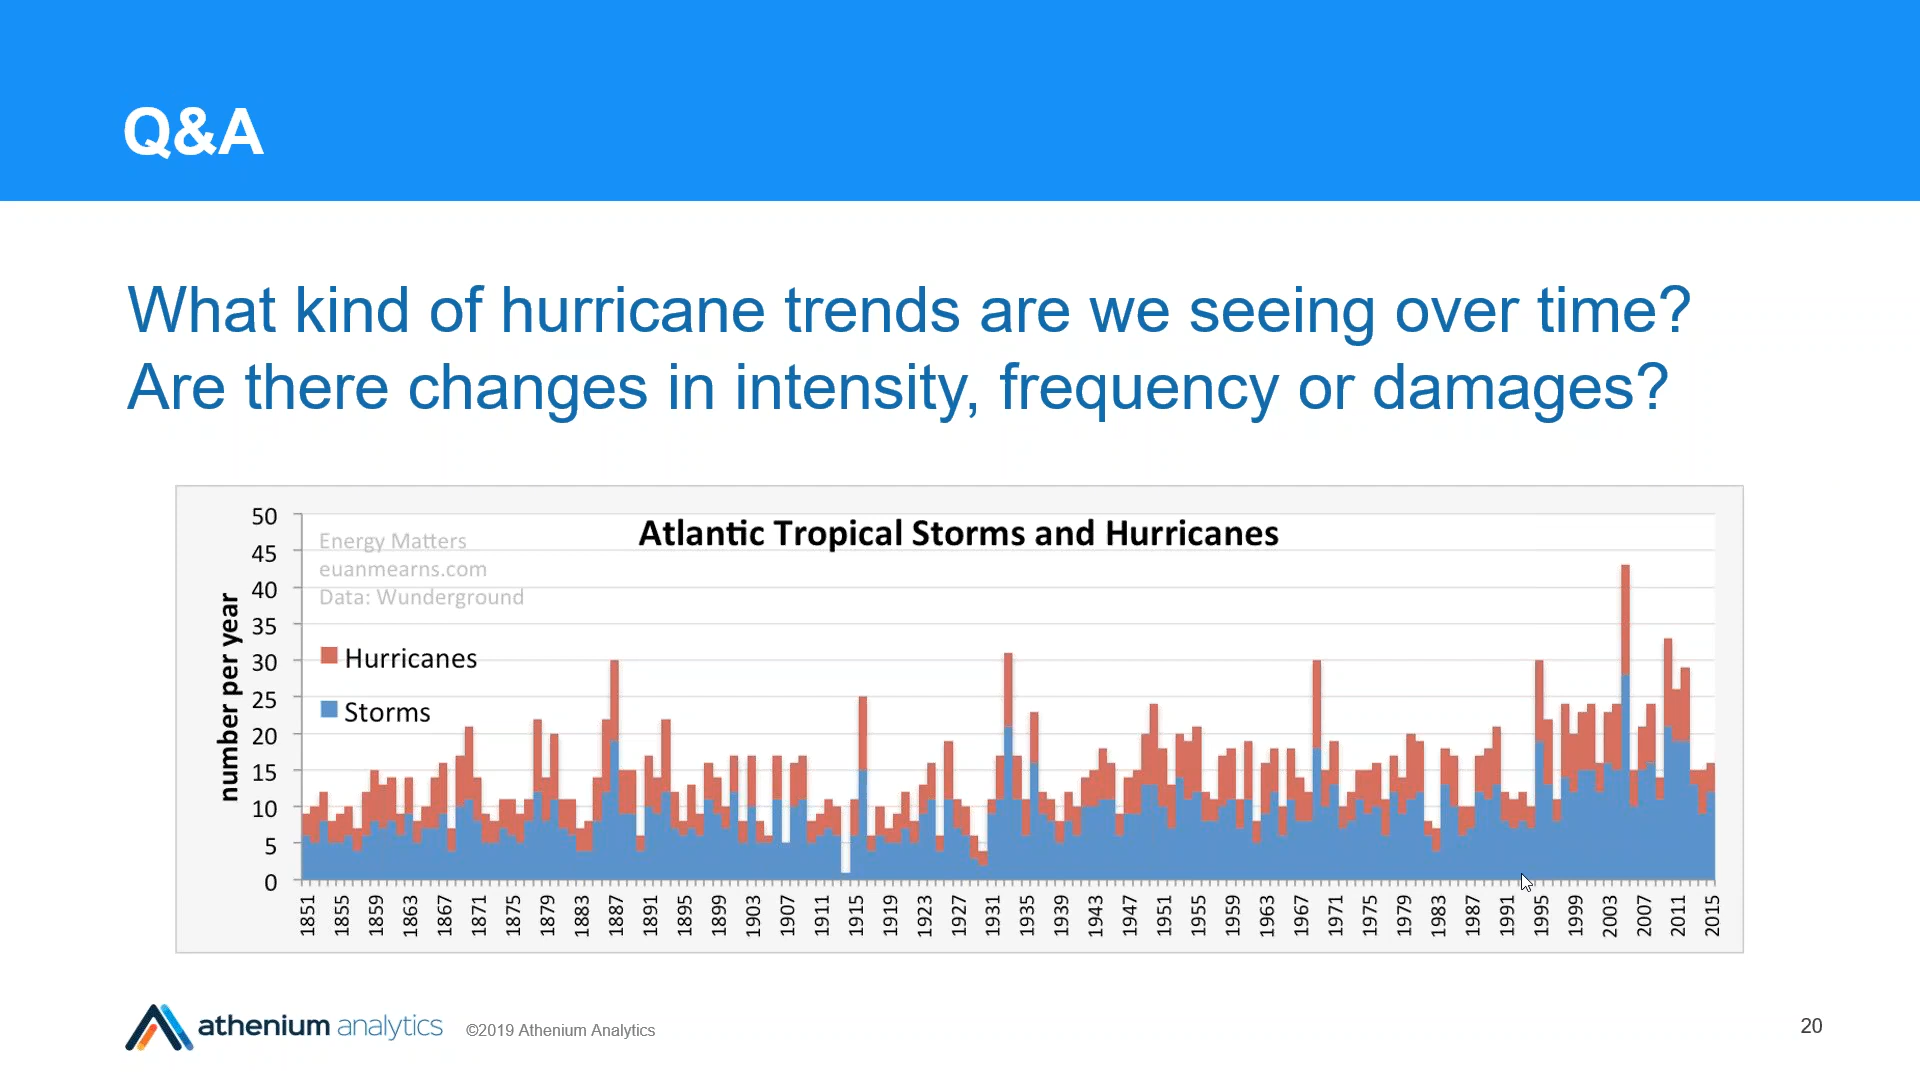 Q&A
What kind of hurricane trends are we seeing over time?
Are there changes in intensity, frequency or damages?
Atlantic Tropical Storms and Hurricanes
Energy Matters
euanmearns.com
Data: Wunderground
Hurricanes
Storms
number per year
50
45
40
35
30
25
20
15
10
5
0
1851 1855 1859 1863 1867 1871 1875 1879 1883 1887 1891 1895 1899 1903 1907 1911 1915 1919 1923 1927 1931 1935 1939 1943 1947 1951 1955 1959 1963 1967 1971 1975 1979 1983 1987 1991 1995 1999 2003 2007 2011 2015
athenium analytics
©2019 Athenium Analytics
20